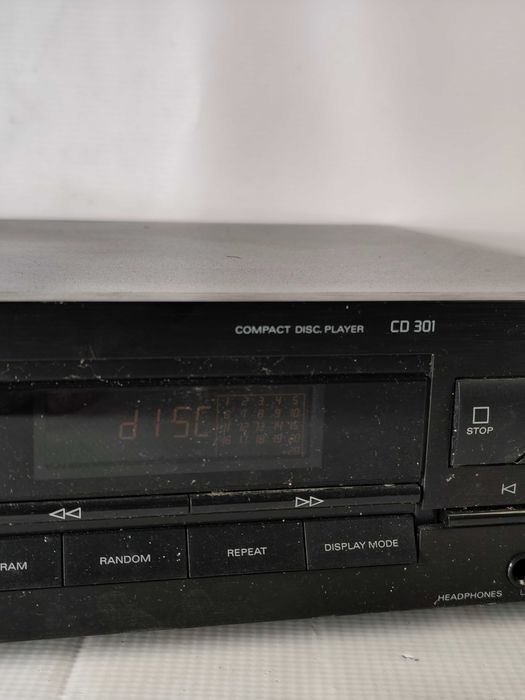 COMPACT DISC PLAYER CD 301
dISC
1 2 3 4 5
6 7 8 9 10
11 12 13 14 15
16 17 18 19 20
STOP
RAM
RANDOM
REPEAT
DISPLAY MODE
HEADPHONES L